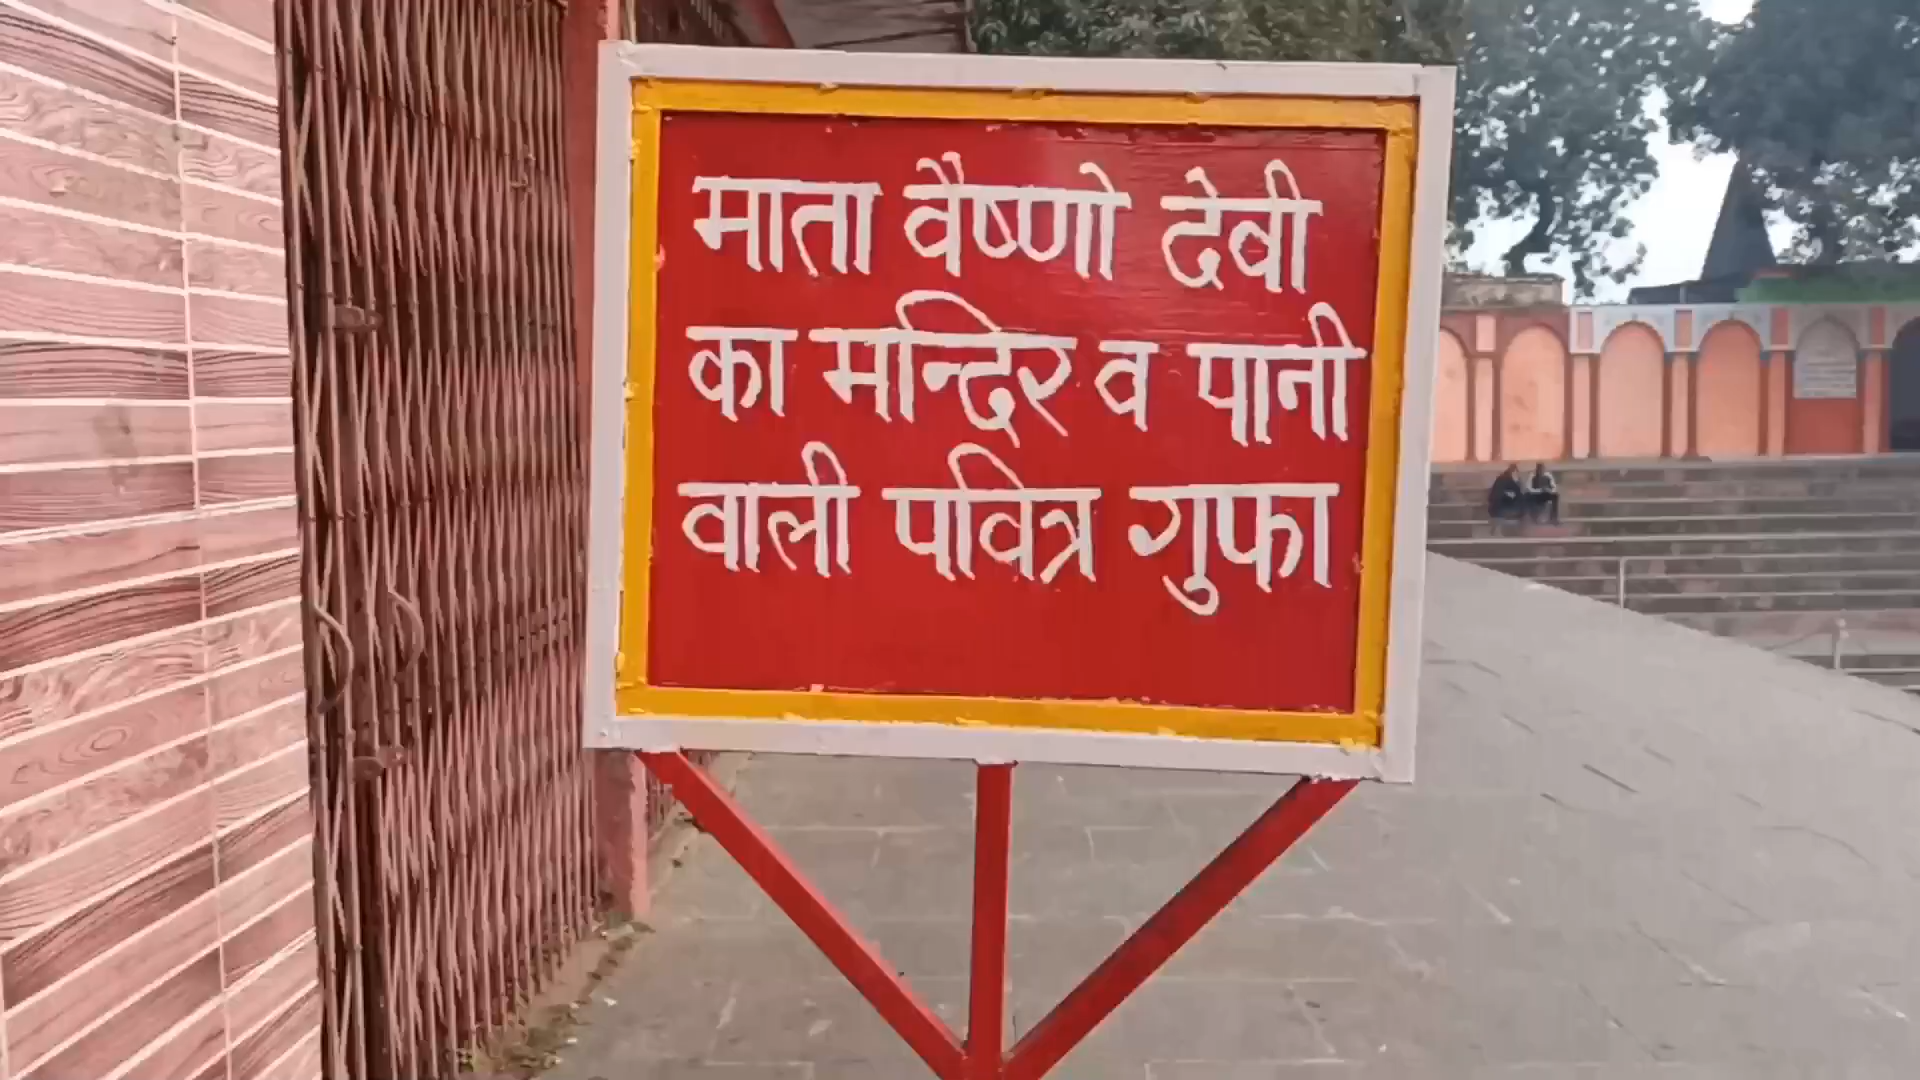 माता वैष्णो देवी
का मन्दिर व पानी
वाली पवित्र गुफा